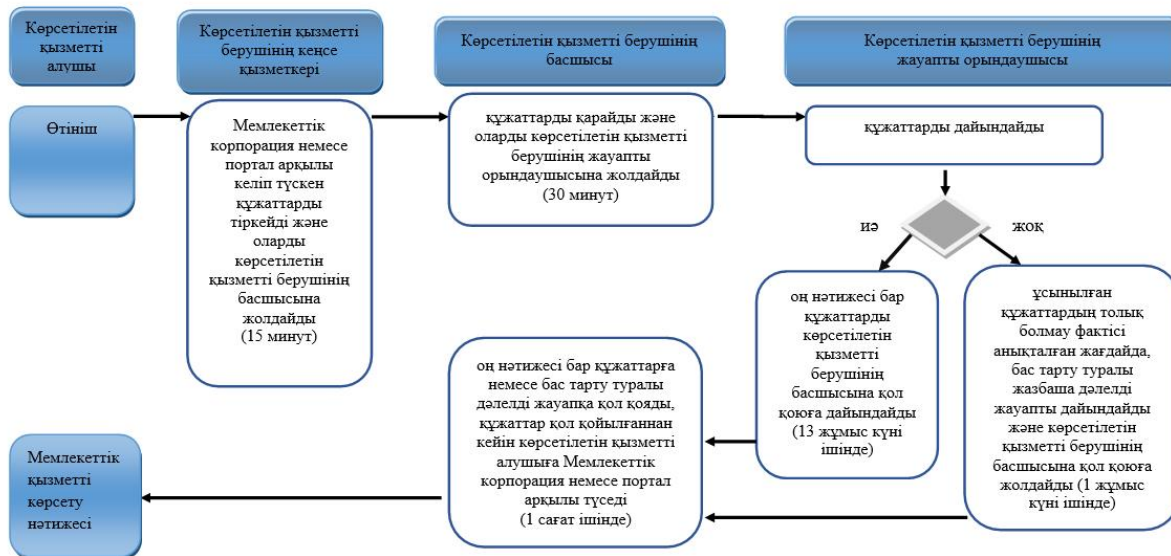 Көрсетілетін
қызметті
алушы
Көрсетілетін қызметті
берушінің кеңсе
қызметкері
Көрсетілетін қызметті берушінің
басшысы
Көрсетілетін қызметті берушінің
жауапты орындаушысы
Өтініш
Мемлекеттік
корпорация немесе
портал арқылы
келіп түскен
құжаттарды
тіркейді және
оларды
көрсетілетін
қызметті берушінің
басшысына
жолдайды
(15 минут)
құжаттарды қарайды және
оларды көрсетілетін қызметті
берушінің жауапты
орындаушысына жолдайды
(30 минут)
құжаттарды дайындайды
иә
жоқ
оң нәтижесі бар
құжаттарды
көрсетілетін
қызметті
берушінің
басшысына қол
қоюға дайындайды
(13 жұмыс күні
ішінде)
ұсынылған
құжаттардың толық
болмау фактісі
анықталған жағдайда,
бас тарту туралы
жазбаша дәлелді
жауапты дайындайды
және көрсетілетін
қызметті берушінің
басшысына қол қоюға
жолдайды (1 жұмыс
күні ішінде)
оң нәтижесі бар құжаттарға
немесе бас тарту туралы
дәлелді жауапқа қол қояды,
құжаттар қол қойылғаннан
кейін көрсетілетін қызметті
алушыға Мемлекеттік
корпорация немесе портал
арқылы түседі
(1 сағат ішінде)
Мемлекеттік
қызметті
көрсету
нәтижесі